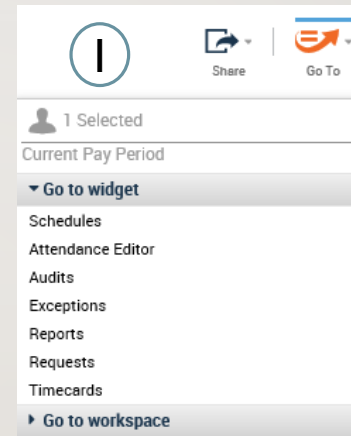 1
Share
Go To
1 Selected
Current Pay Period
Go to widget
Schedules
Attendance Editor
Audits
Exceptions
Reports
Requests
Timecards
Go to workspace